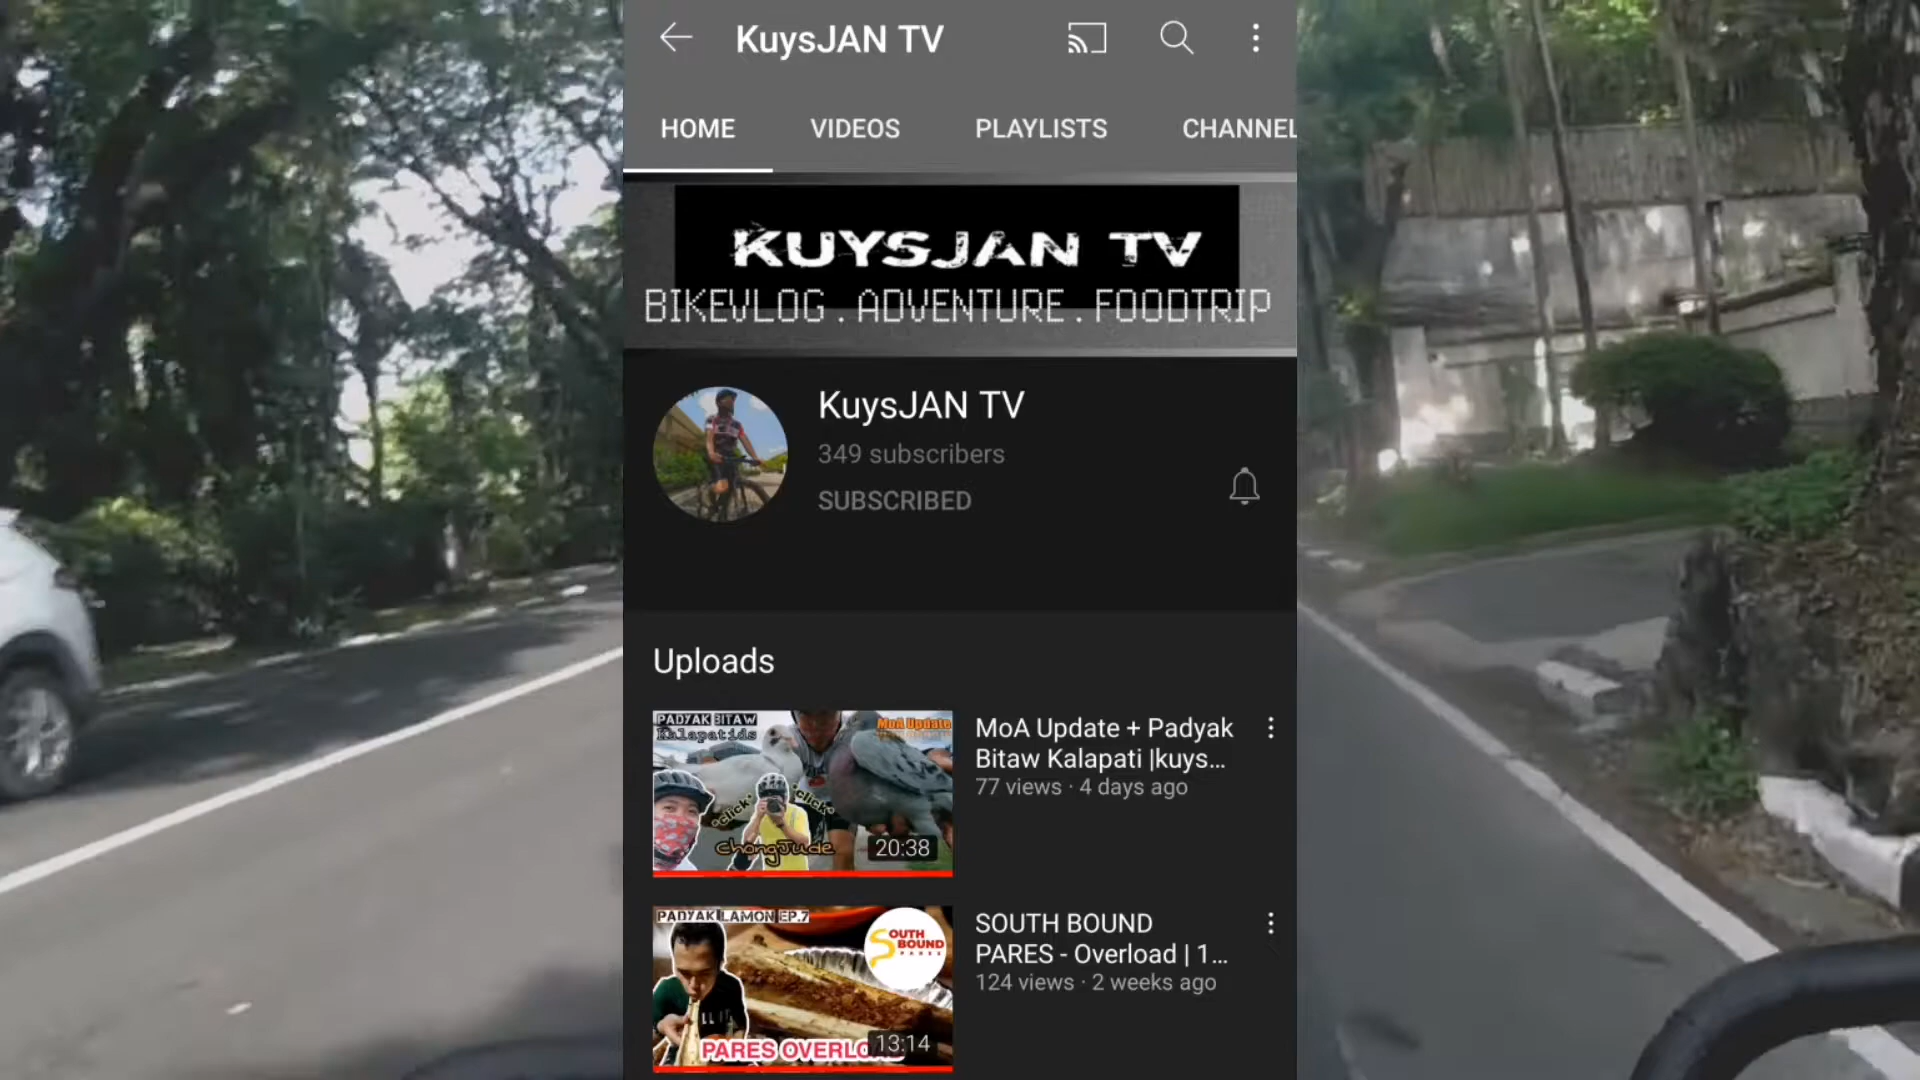 KuysJAN TV
HOME VIDEOS PLAYLISTS CHANNEL
KUYSJAN TV
BIKEVLOG . ADVENTURE . FOODTRIP
KuysJAN TV
349 subscribers
SUBSCRIBED
Uploads
PADYAK BITAW
Kalapatids
MoA Update
*click*
*click*
ChongJude
20:38
MoA Update + Padyak
Bitaw Kalapati |kuys...
77 views · 4 days ago
PADYAK LAMON EP.7
SOUTH
BOUND
PARES
PARES OVERLO
13:14
SOUTH BOUND
PARES - Overload | 1...
124 views · 2 weeks ago